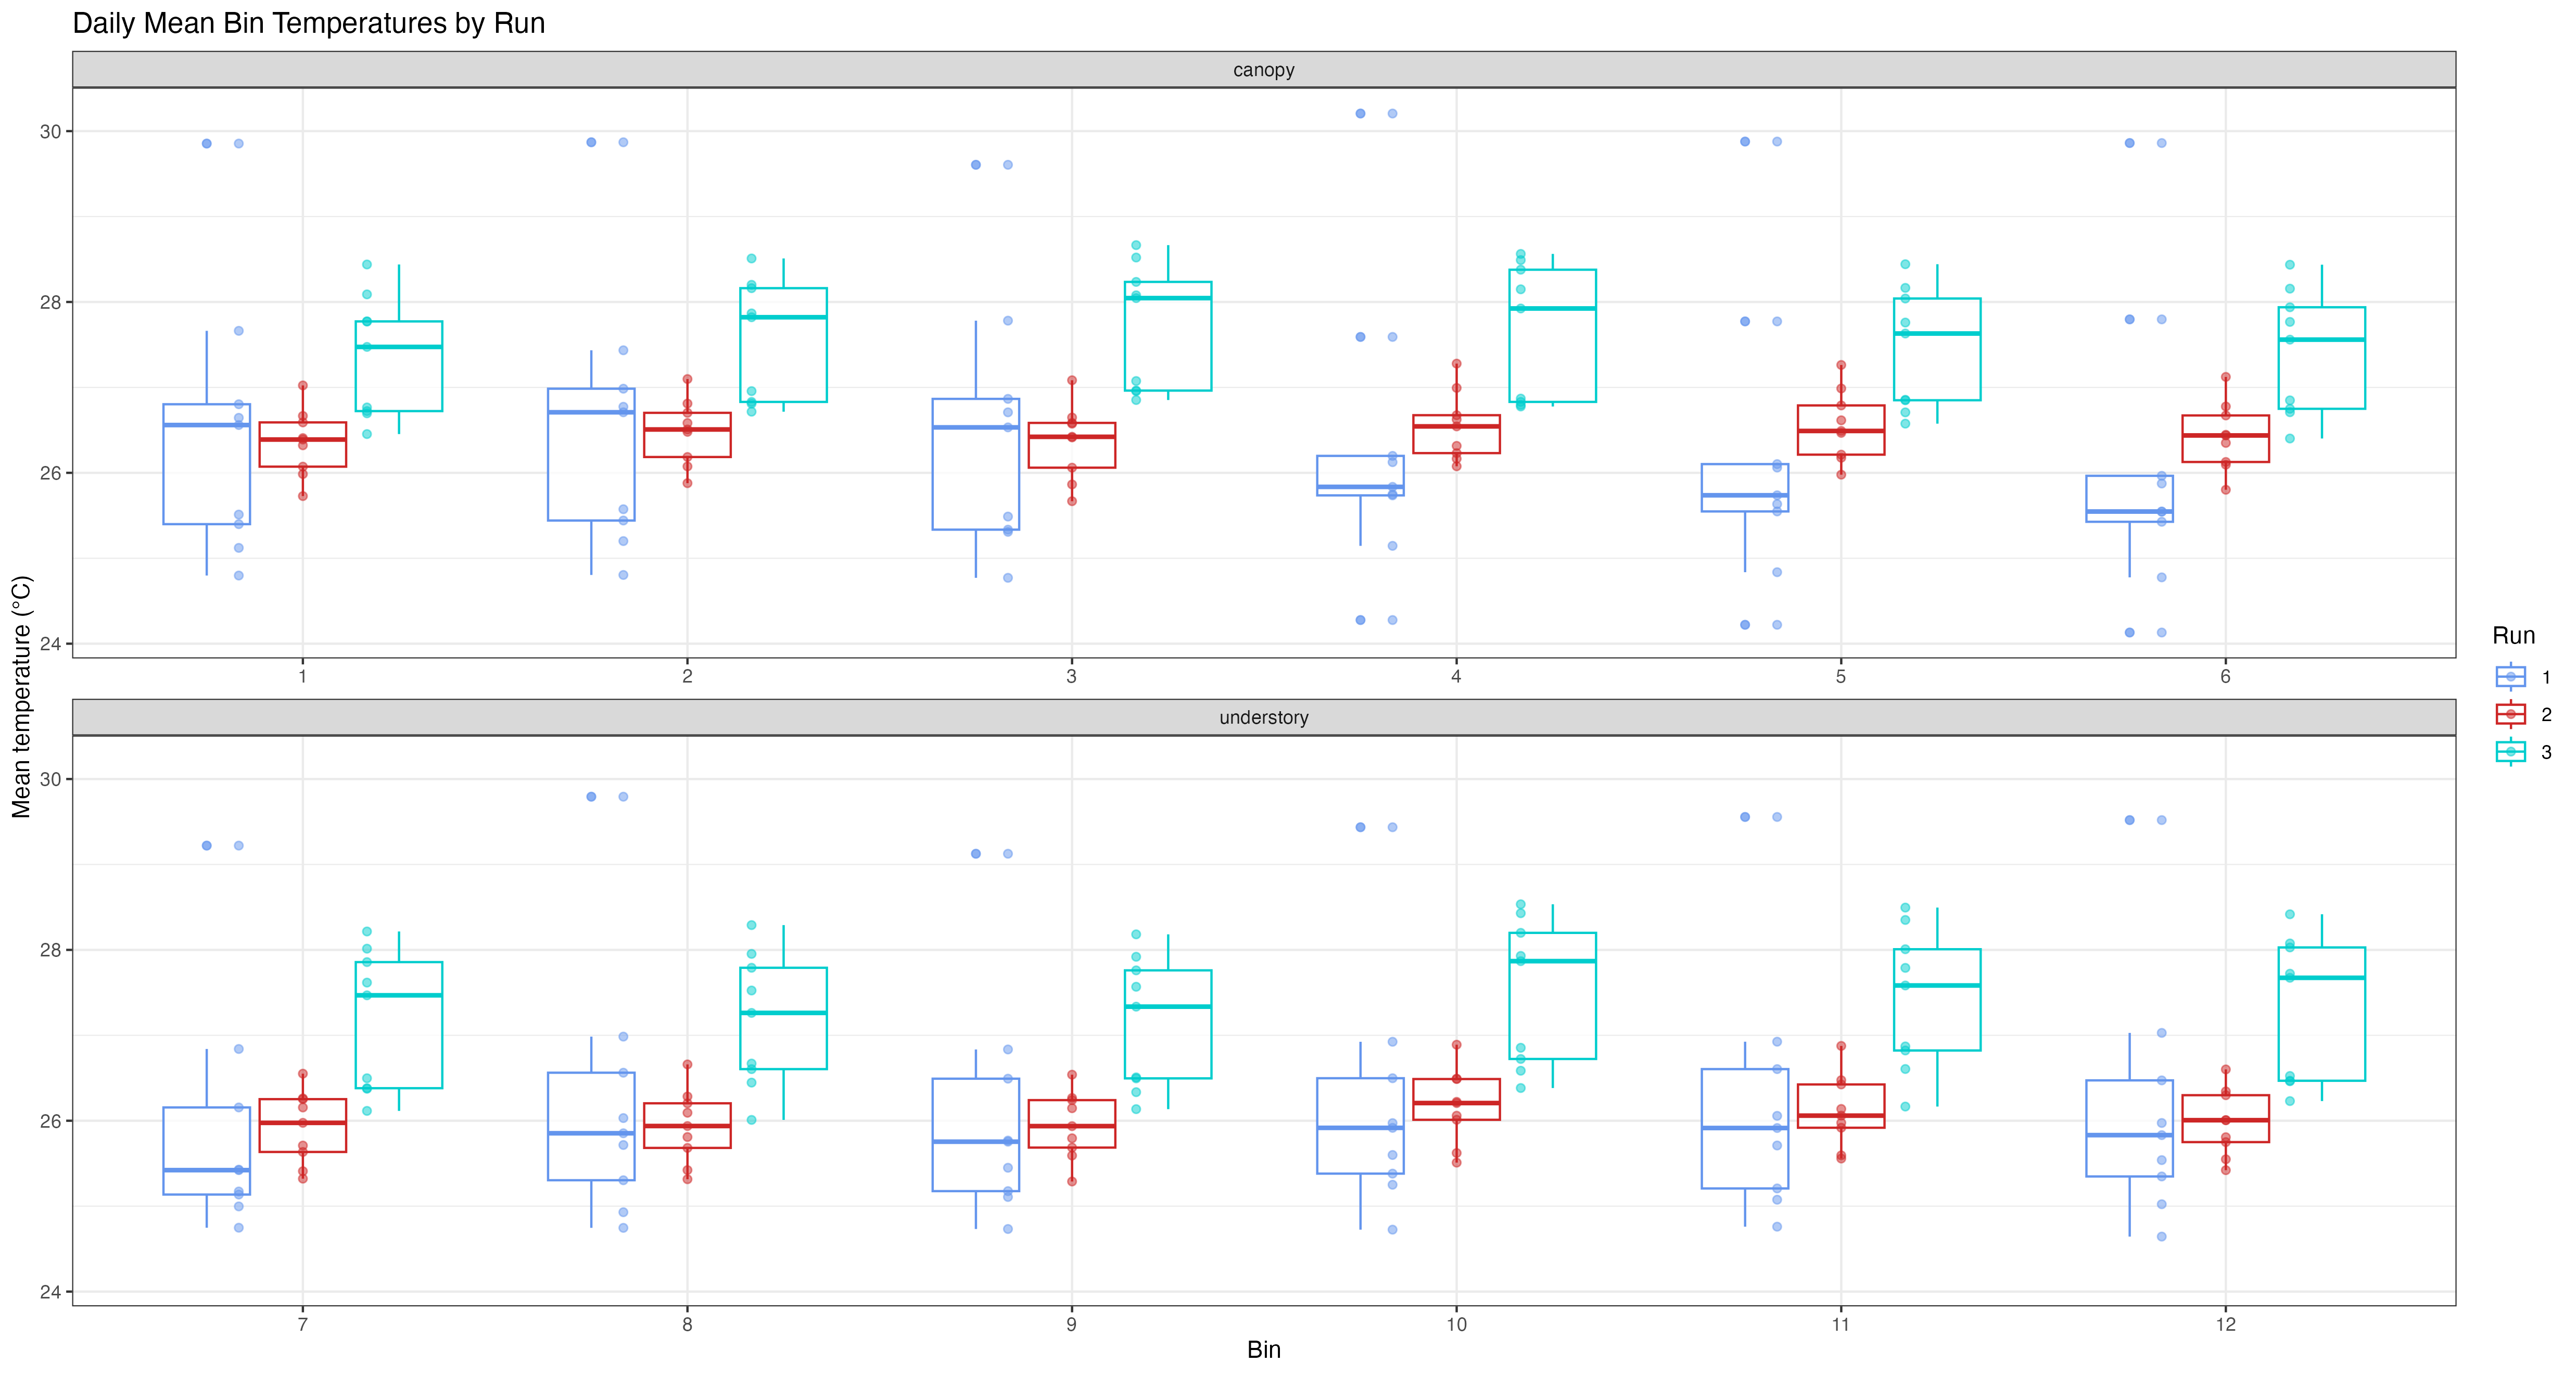 Daily Mean Bin Temperatures by Run
canopy
30
28
26
24
1 2 3 4 5 6
understory
30
28
26
24
7 8 9 10 11 12
Mean temperature (°C)
Bin
Run
1
2
3